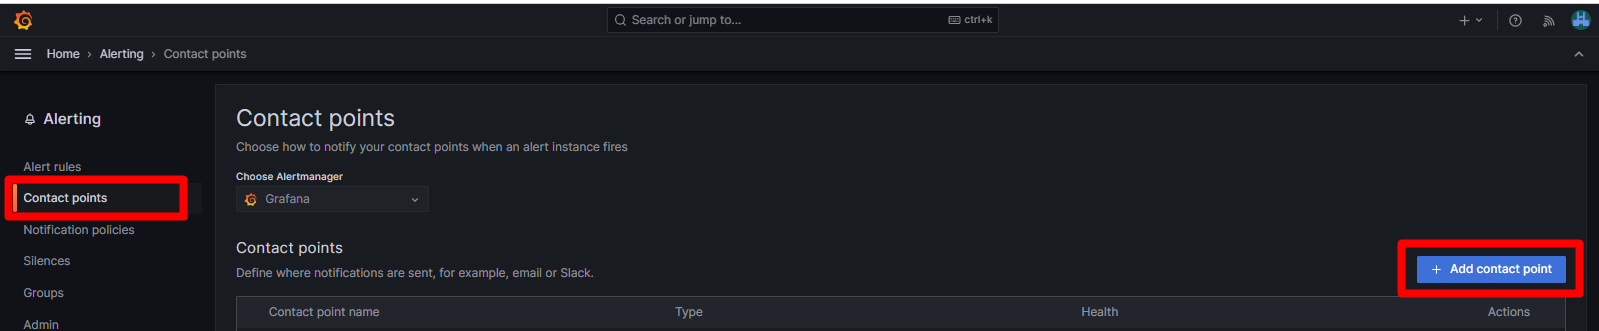 Search or jump to...
ctrl+k
Home › Alerting › Contact points
Alerting
Alert rules
Contact points
Notification policies
Silences
Groups
Admin
Contact points
Choose how to notify your contact points when an alert instance fires
Choose Alertmanager
Grafana
Contact points
Define where notifications are sent, for example, email or Slack.
+ Add contact point
Contact point name Type Health Actions